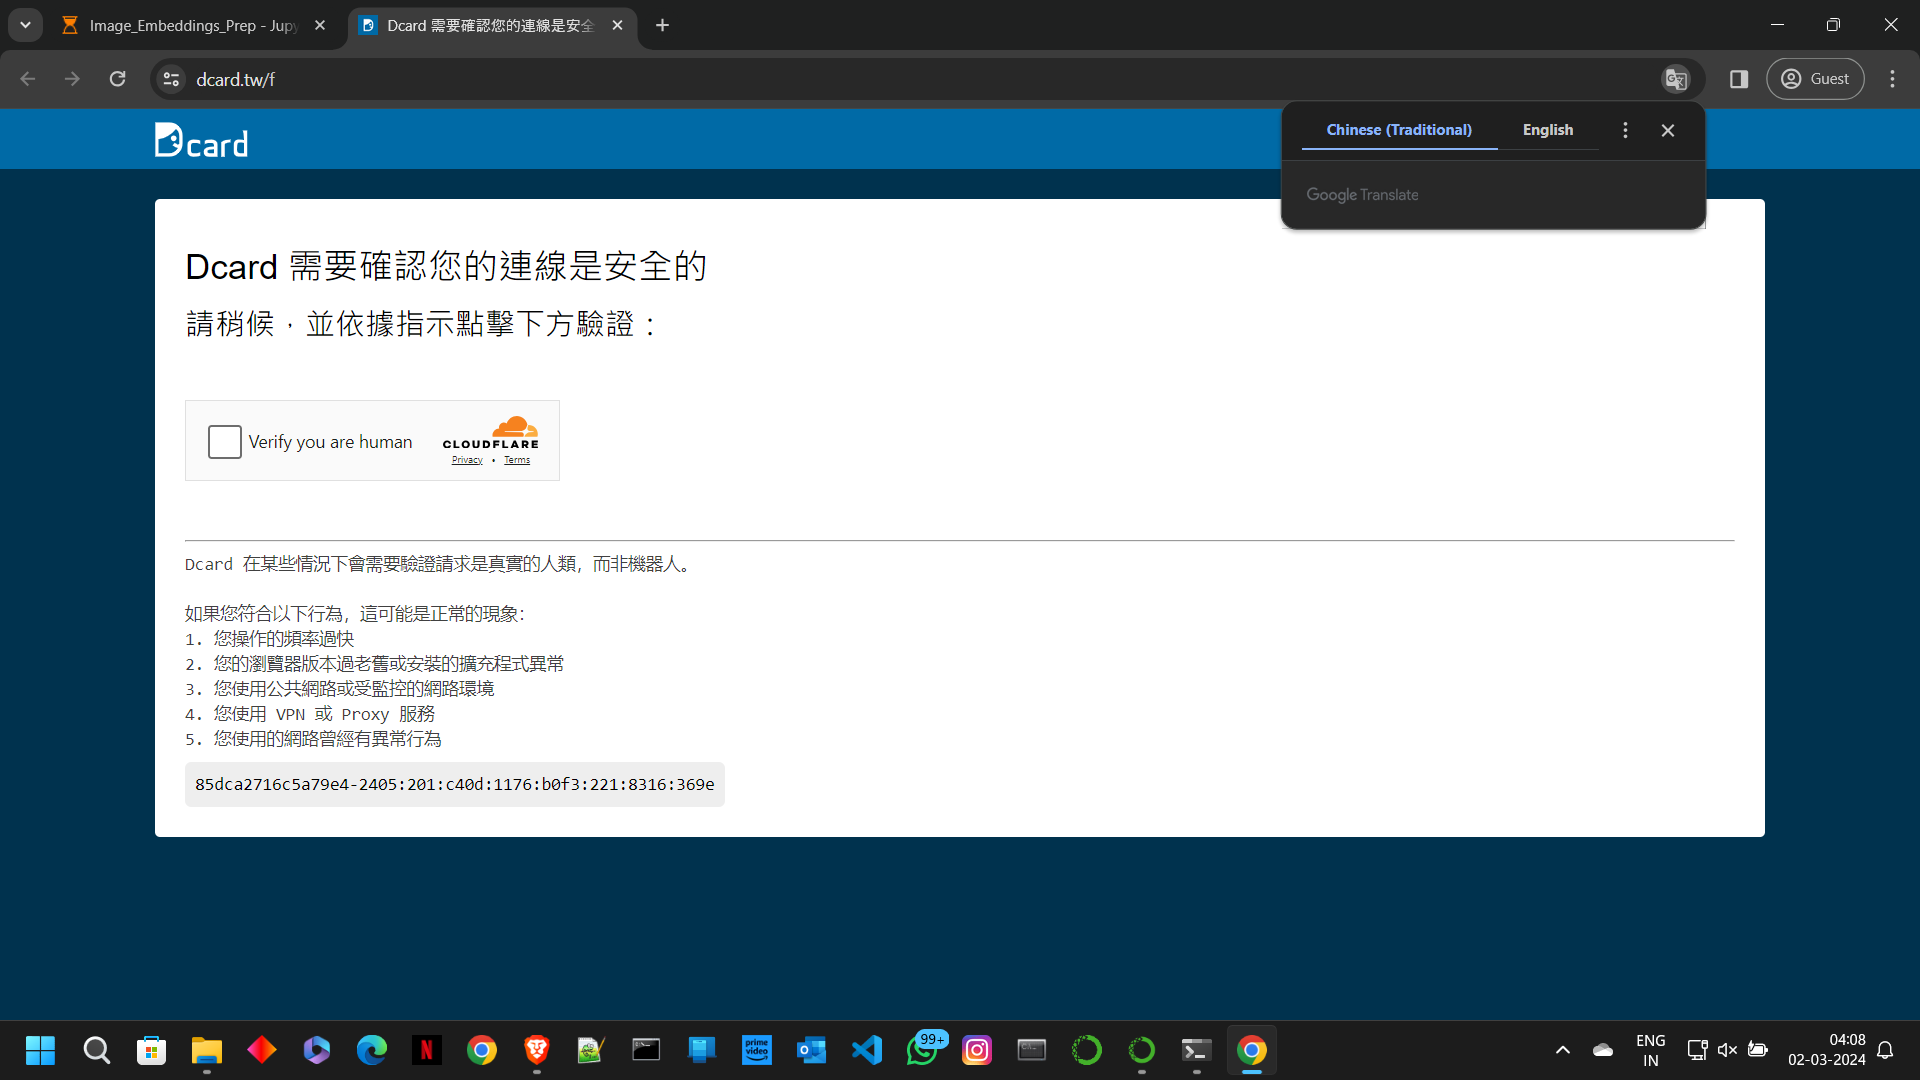 Image_Embeddings_Prep - Jupy
Dcard 需要確認您的連線是安全
dcard.tw/f
Guest
Dcard
Chinese (Traditional)
English
Google Translate
Dcard 需要確認您的連線是安全的
請稍候，並依據指示點擊下方驗證：
Verify you are human
CLOUDFLARE
Privacy • Terms
Dcard 在某些情況下會需要驗證請求是真實的人類，而非機器人。
如果您符合以下行為，這可能是正常的現象：
1. 您操作的頻率過快
2. 您的瀏覽器版本過老舊或安裝的擴充程式異常
3. 您使用公共網路或受監控的網路環境
4. 您使用 VPN 或 Proxy 服務
5. 您使用的網路曾經有異常行為
85dca2716c5a79e4-2405:201:c40d:1176:b0f3:221:8316:369e
N
prime video
99+
ENG
IN
04:08
02-03-2024